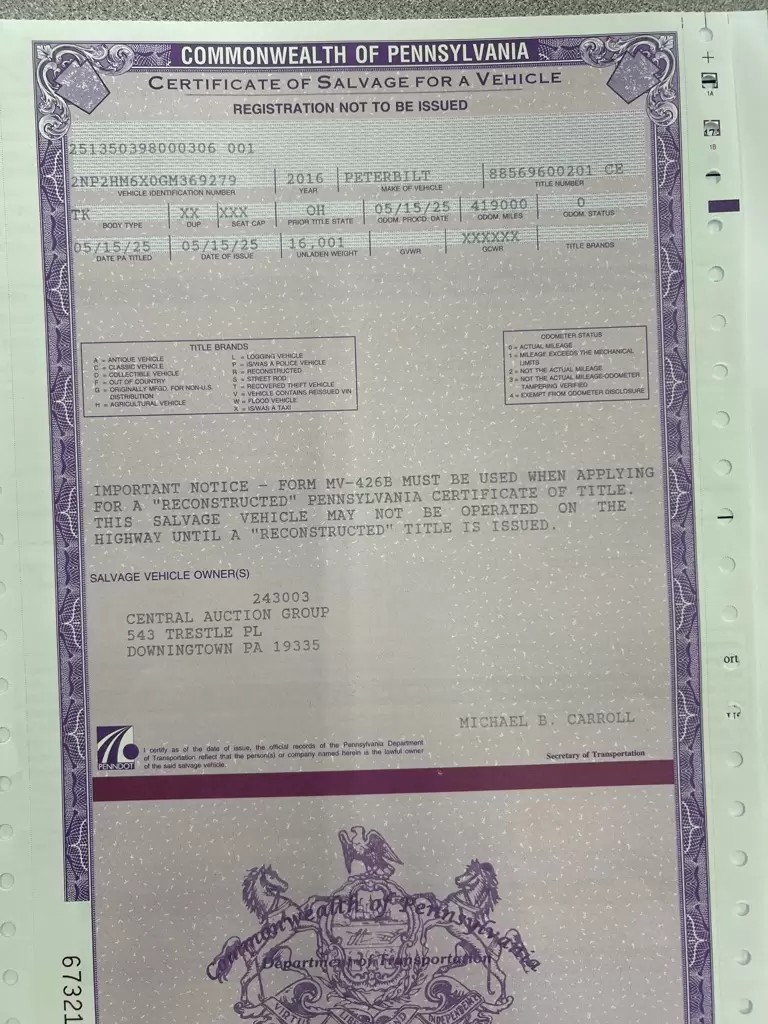 COMMONWEALTH OF PENNSYLVANIA
CERTIFICATE OF SALVAGE FOR A VEHICLE
REGISTRATION NOT TO BE ISSUED
251350398000306 001
2NP2HM6X0GM369279 2016 PETERBILT 88569600201 CE
VEHICLE IDENTIFICATION NUMBER YEAR MAKE OF VEHICLE TITLE NUMBER
TK XX XXX OH 05/15/25 419000 0
BODY TYPE DUP SEAT CAP PRIOR TITLE STATE ODOM. PROCD. DATE ODOM. MILES ODOM. STATUS
05/15/25 05/15/25 16,001 XXXXXX
DATE PA TITLED DATE OF ISSUE UNLADEN WEIGHT GVWR GCWR TITLE BRANDS
TITLE BRANDS
A = ANTIQUE VEHICLE
C = CLASSIC VEHICLE
D = COLLECTIBLE VEHICLE
F = OUT OF COUNTRY
G = ORIGINALLY MFGD. FOR NON-U.S.
DISTRIBUTION
H = AGRICULTURAL VEHICLE
L = LOGGING VEHICLE
P = IS/WAS A POLICE VEHICLE
R = RECONSTRUCTED
S = STREET ROD
T = RECOVERED THEFT VEHICLE
V = VEHICLE CONTAINS REISSUED VIN
W = FLOOD VEHICLE
X = IS/WAS A TAXI
ODOMETER STATUS
0 = ACTUAL MILEAGE
1 = MILEAGE EXCEEDS THE MECHANICAL
LIMITS
2 = NOT THE ACTUAL MILEAGE
3 = NOT THE ACTUAL MILEAGE-ODOMETER
TAMPERING VERIFIED
4 = EXEMPT FROM ODOMETER DISCLOSURE
IMPORTANT NOTICE - FORM MV-426B MUST BE USED WHEN APPLYING
FOR A "RECONSTRUCTED" PENNSYLVANIA CERTIFICATE OF TITLE.
THIS SALVAGE VEHICLE MAY NOT BE OPERATED ON THE
HIGHWAY UNTIL A "RECONSTRUCTED" TITLE IS ISSUED.
SALVAGE VEHICLE OWNER(S)
243003
CENTRAL AUCTION GROUP
543 TRESTLE PL
DOWNINGTOWN PA 19335
MICHAEL B. CARROLL
Secretary of Transportation
PENNDOT
I certify as of the date of issue, the official records of the Pennsylvania Department
of Transportation reflect that the person(s) or company named herein is the lawful owner
of the said salvage vehicle.
Commonwealth of Pennsylvania
Department of Transportation
VIRTUE LIBERTY AND INDEPENDENCE
67321
1A
1B
ort